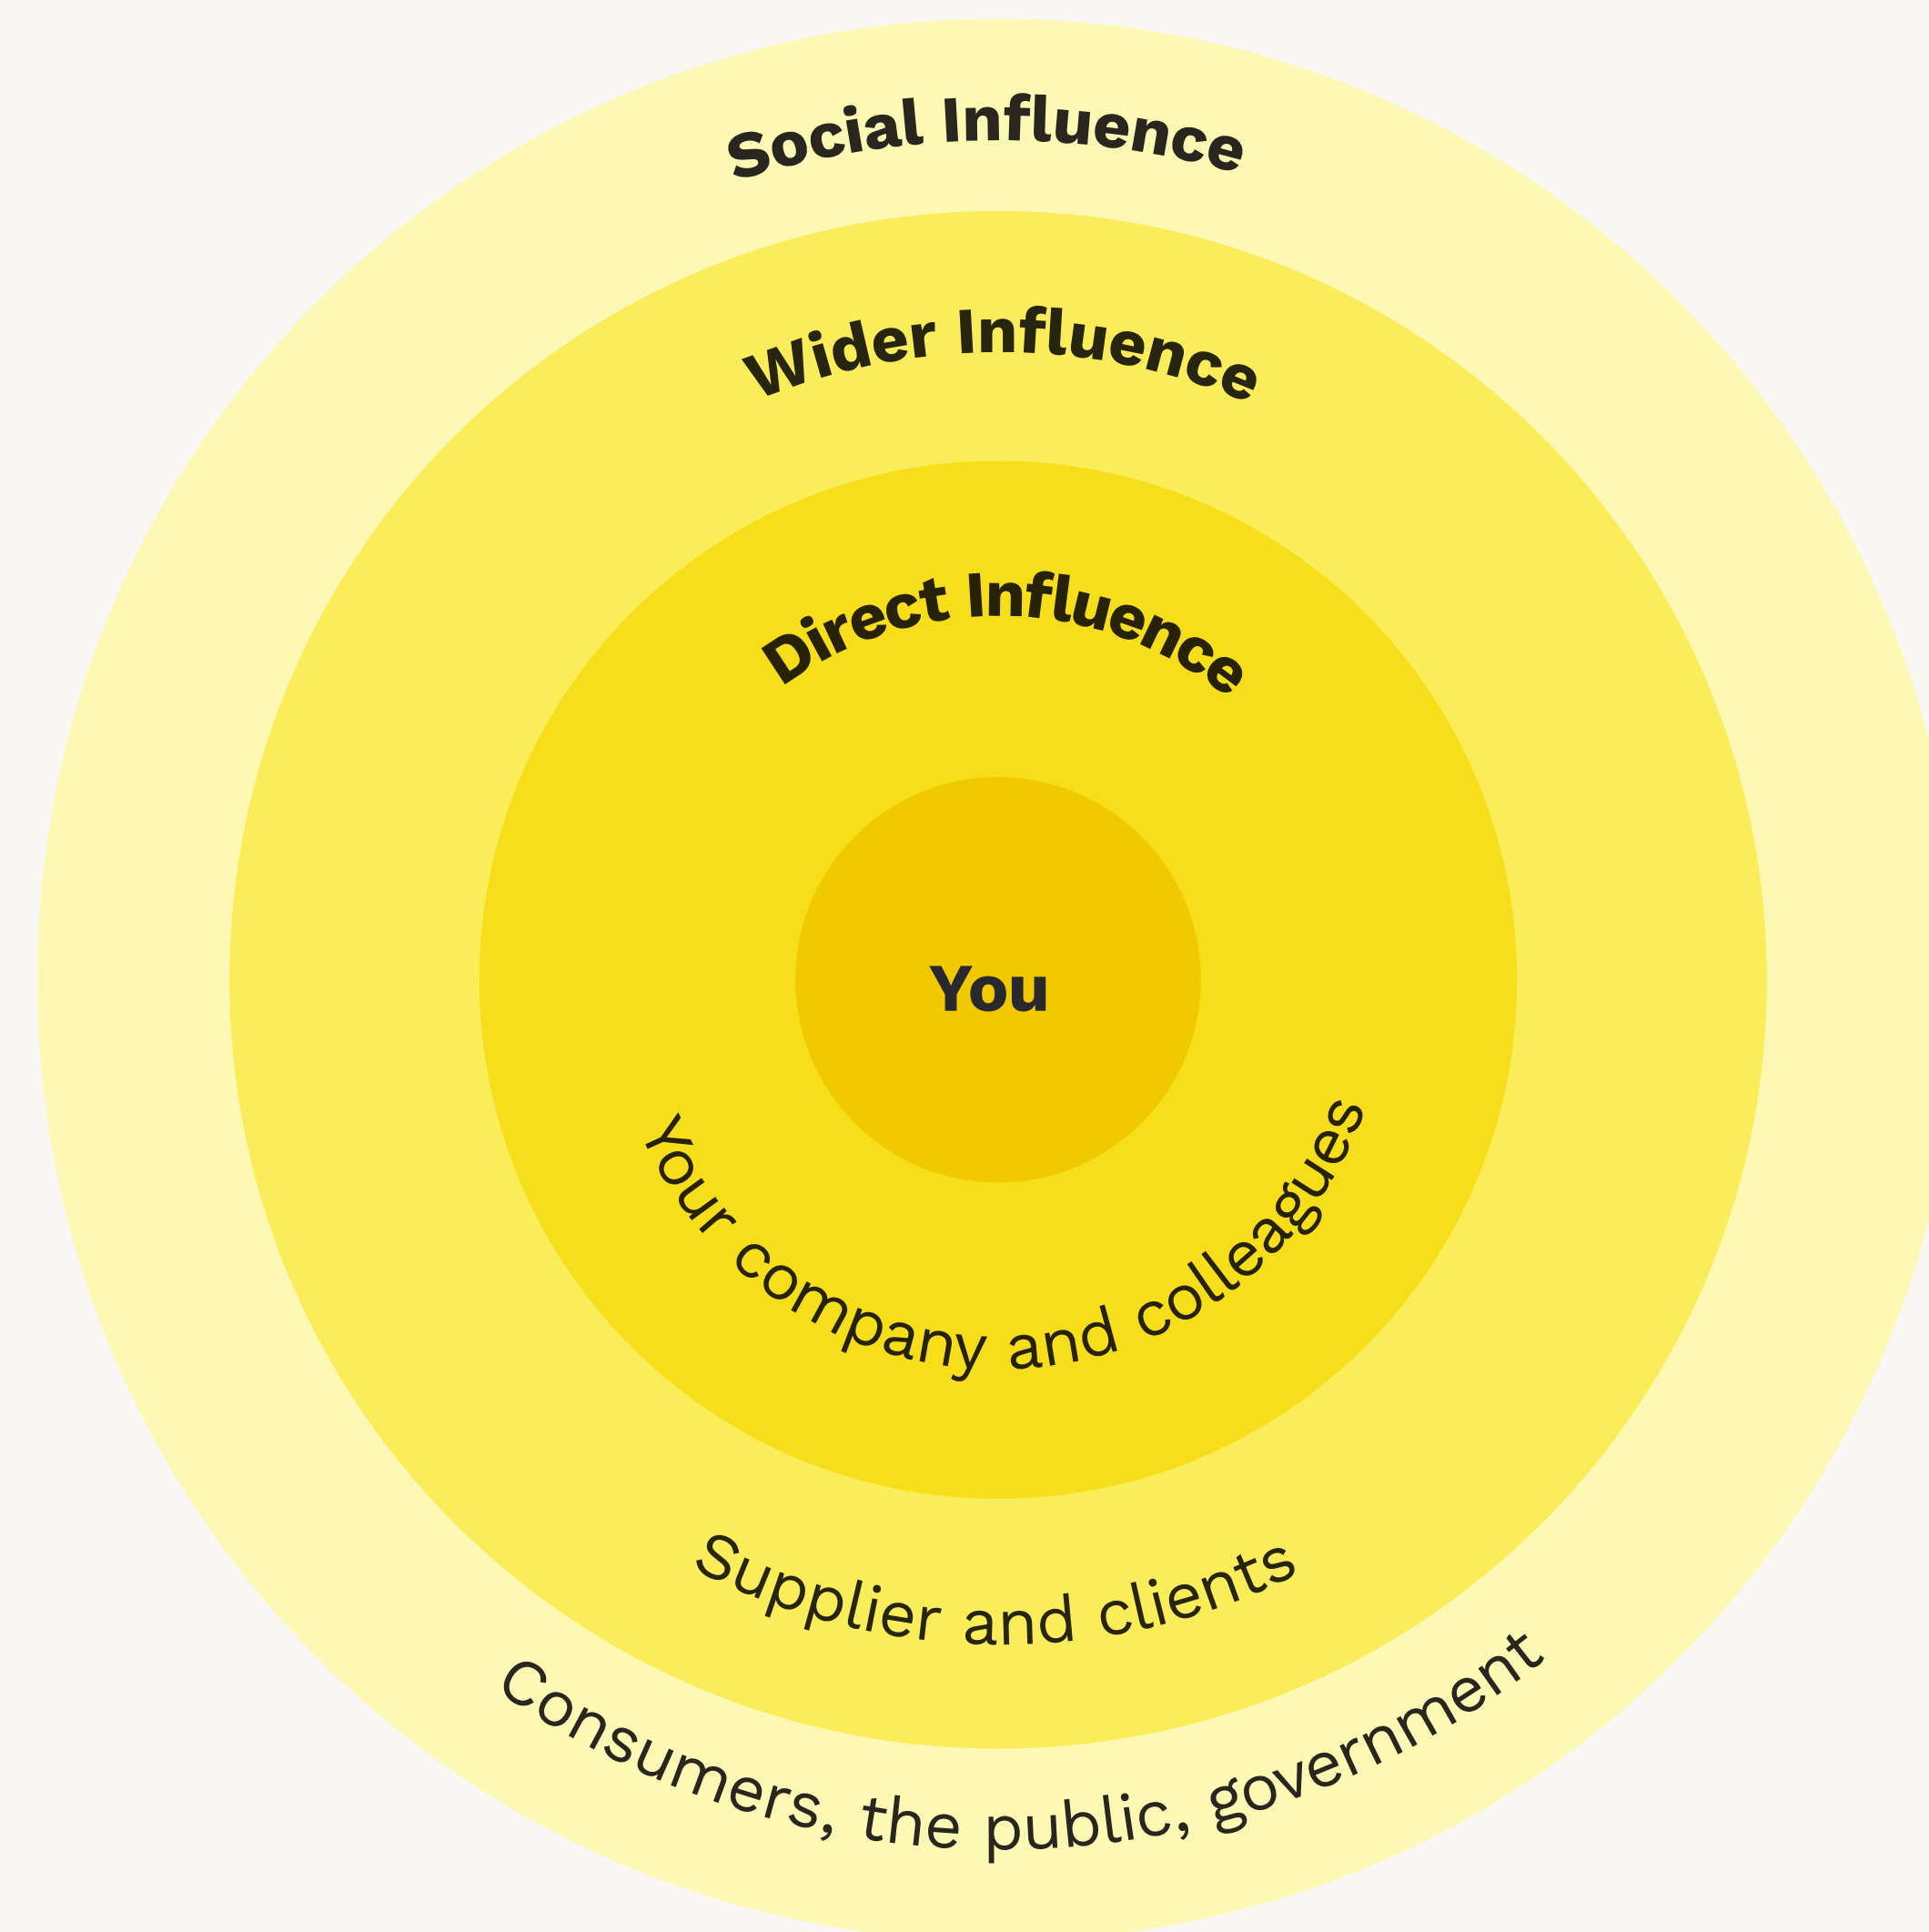 Social Influence
Wider Influence
Direct Influence
You
Your company and colleagues
Supplier and clients
Consumers, the public, government